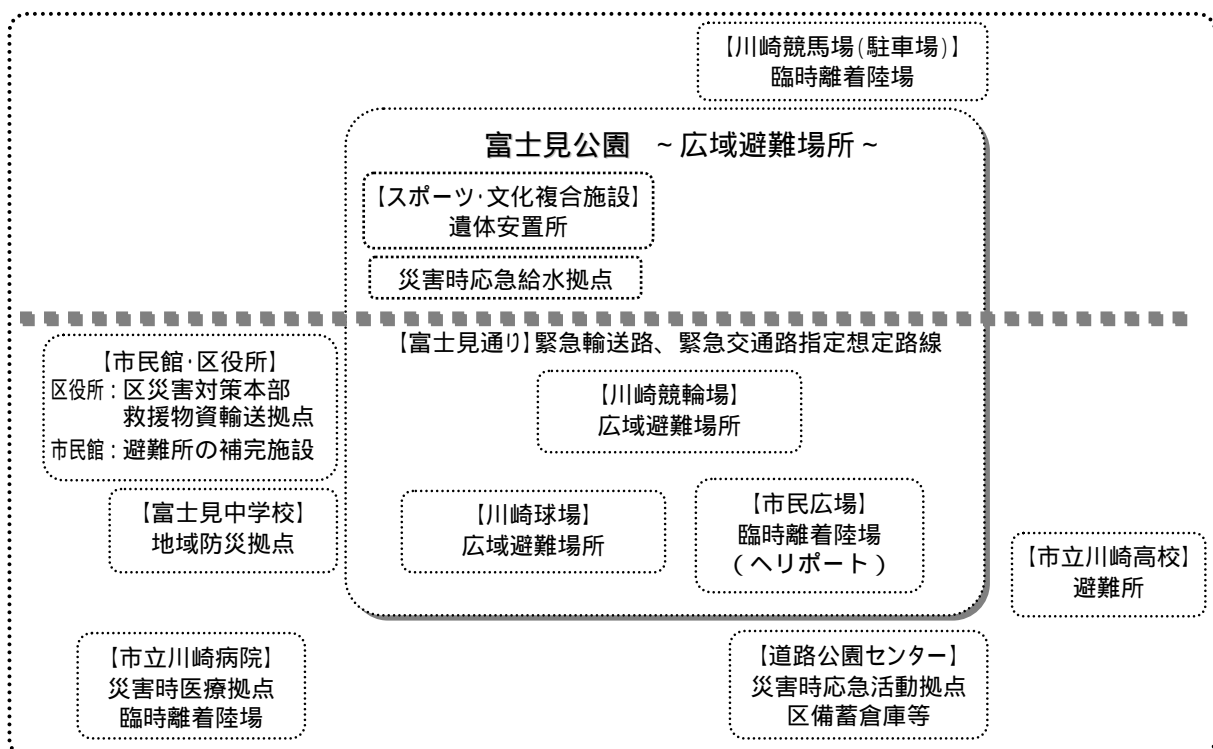 【川崎競馬場(駐車場)】
臨時離着陸場
富士見公園 ~広域避難場所~
【スポーツ・文化複合施設】
遺体安置所
災害時応急給水拠点
【富士見通り】緊急輸送路、緊急交通路指定想定路線
【市民館・区役所】
区役所:区災害対策本部
救援物資輸送拠点
市民館:避難所の補完施設
【川崎競輪場】
広域避難場所
【富士見中学校】
地域防災拠点
【川崎球場】
広域避難場所
【市民広場】
臨時離着陸場
(ヘリポート)
【市立川崎高校】
避難所
【市立川崎病院】
災害時医療拠点
臨時離着陸場
【道路公園センター】
災害時応急活動拠点
区備蓄倉庫等